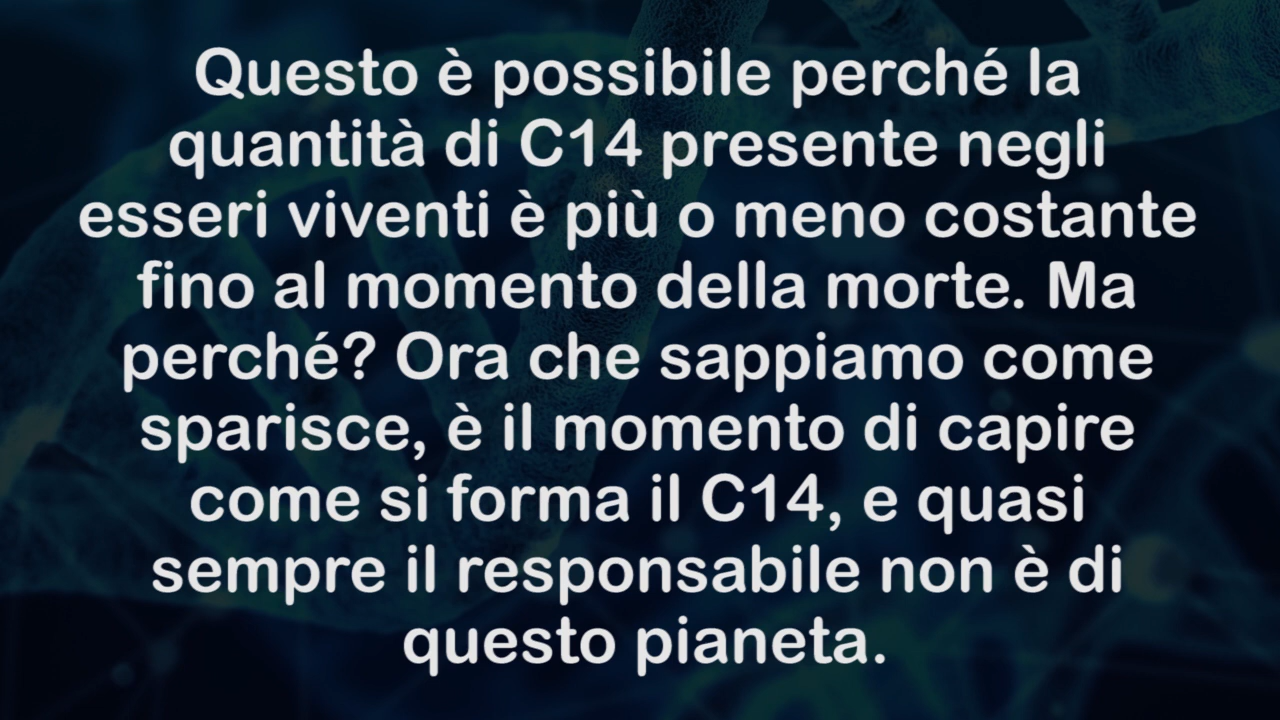 Questo è possibile perché la
quantità di C14 presente negli
esseri viventi è più o meno costante
fino al momento della morte. Ma
perché? Ora che sappiamo come
sparisce, è il momento di capire
come si forma il C14, e quasi
sempre il responsabile non è di
questo pianeta.